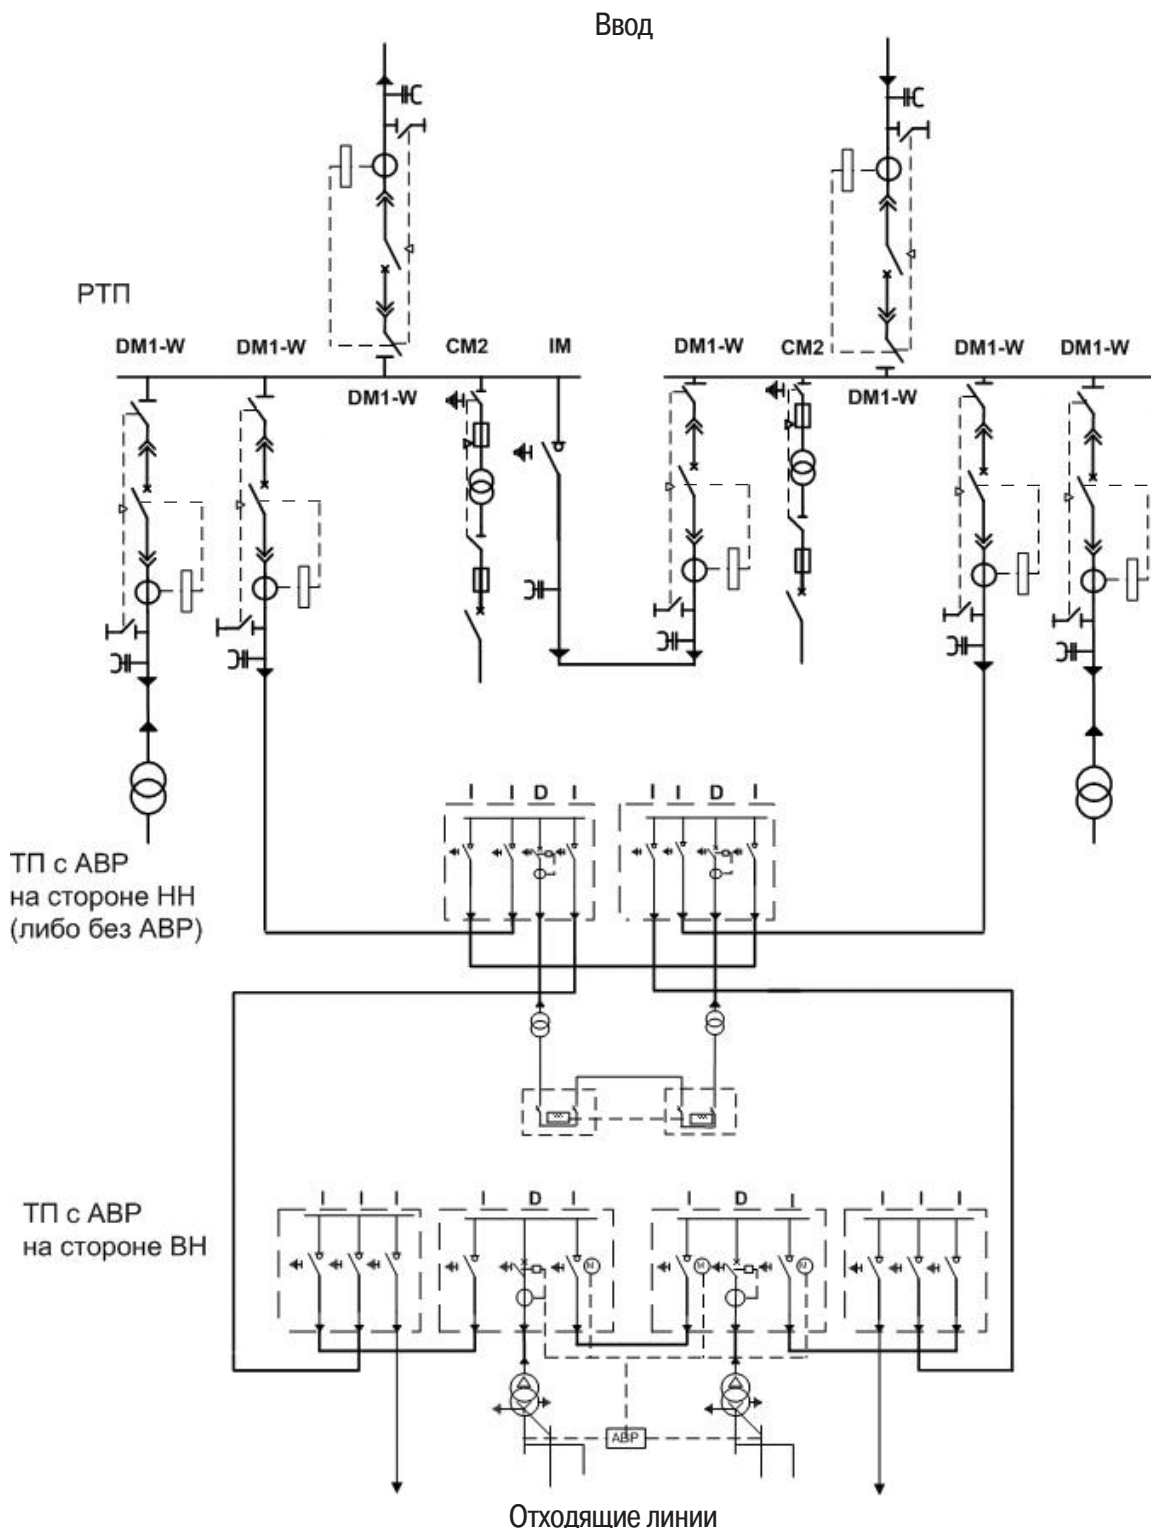 Ввод
РТП
DM1-W DM1-W CM2 IM DM1-W CM2 DM1-W DM1-W
DM1-W DM1-W
I I D I I I D I
ТП с АВР
на стороне НН
(либо без АВР)
I I I I D I I D I I I I
ТП с АВР
на стороне ВН
M M M
АВР
Отходящие линии